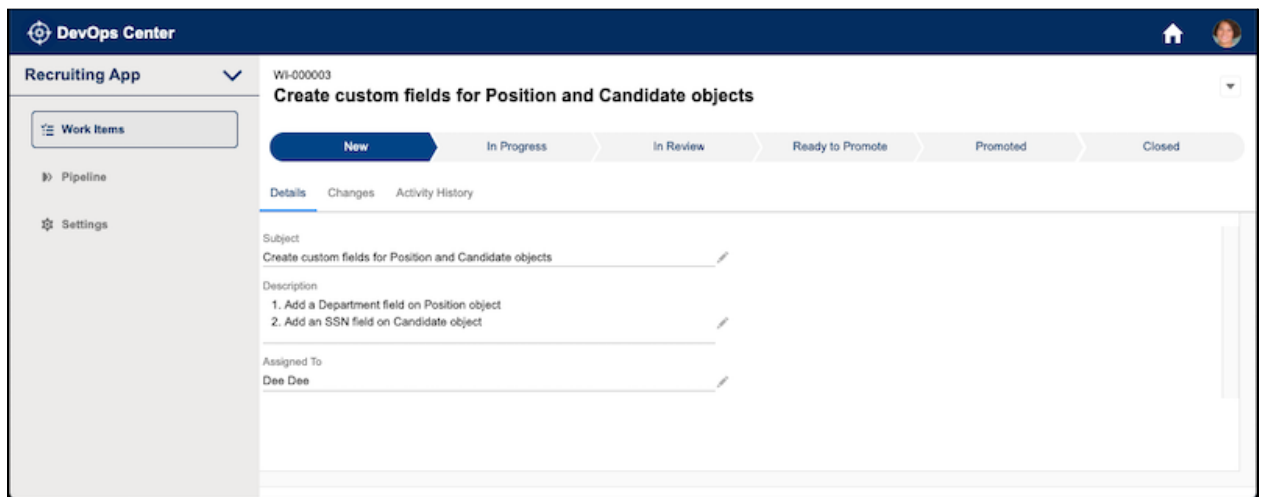 DevOps Center
Recruiting App
Work Items
Pipeline
Settings
WI-000003
Create custom fields for Position and Candidate objects
New In Progress In Review Ready to Promote Promoted Closed
Details Changes Activity History
Subject
Create custom fields for Position and Candidate objects
Description
1. Add a Department field on Position object
2. Add an SSN field on Candidate object
Assigned To
Dee Dee